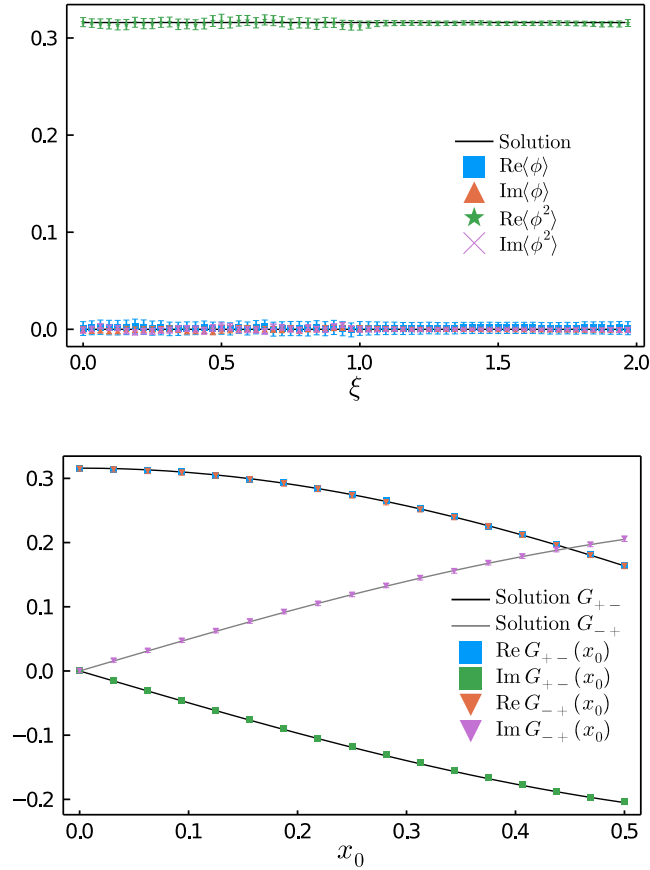 0.3
0.2
0.1
0.0
Solution
Re⟨ϕ⟩
Im⟨ϕ⟩
Re⟨ϕ²⟩
Im⟨ϕ²⟩
0.0 0.5 1.0 1.5 2.0
ξ
0.3
0.2
0.1
0.0
−0.1
−0.2
Solution G₊₋
Solution G₋₊
Re G₊₋(x₀)
Im G₊₋(x₀)
Re G₋₊(x₀)
Im G₋₊(x₀)
0.0 0.1 0.2 0.3 0.4 0.5
x₀